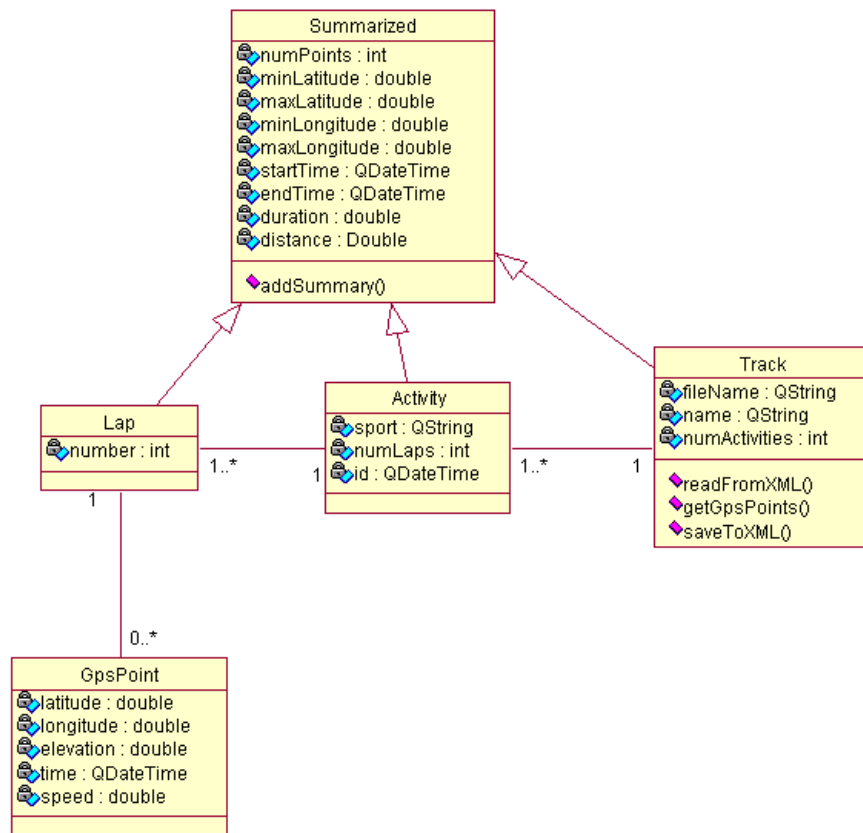 Summarized
numPoints : int
minLatitude : double
maxLatitude : double
minLongitude : double
maxLongitude : double
startTime : QDateTime
endTime : QDateTime
duration : double
distance : Double
addSummary()
Lap
number : int
1..*
1
Activity
sport : QString
numLaps : int
id : QDateTime
1..*
1
Track
fileName : QString
name : QString
numActivities : int
readFromXML()
getGpsPoints()
saveToXML()
1
0..*
GpsPoint
latitude : double
longitude : double
elevation : double
time : QDateTime
speed : double